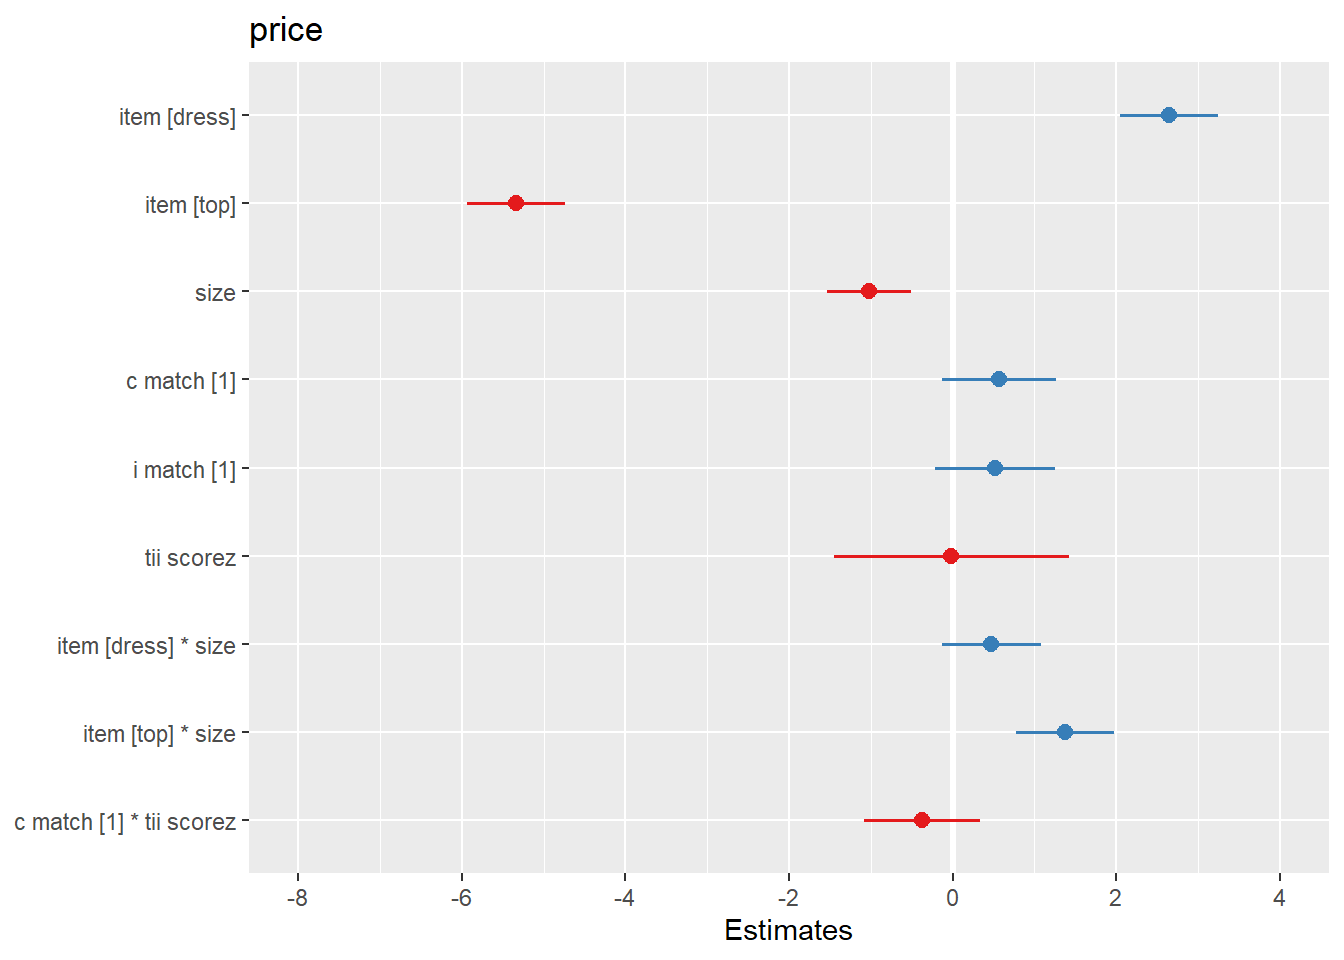 price
item [dress]
item [top]
size
c match [1]
i match [1]
tii scorez
item [dress] * size
item [top] * size
c match [1] * tii scorez
-8 -6 -4 -2 0 2 4
Estimates